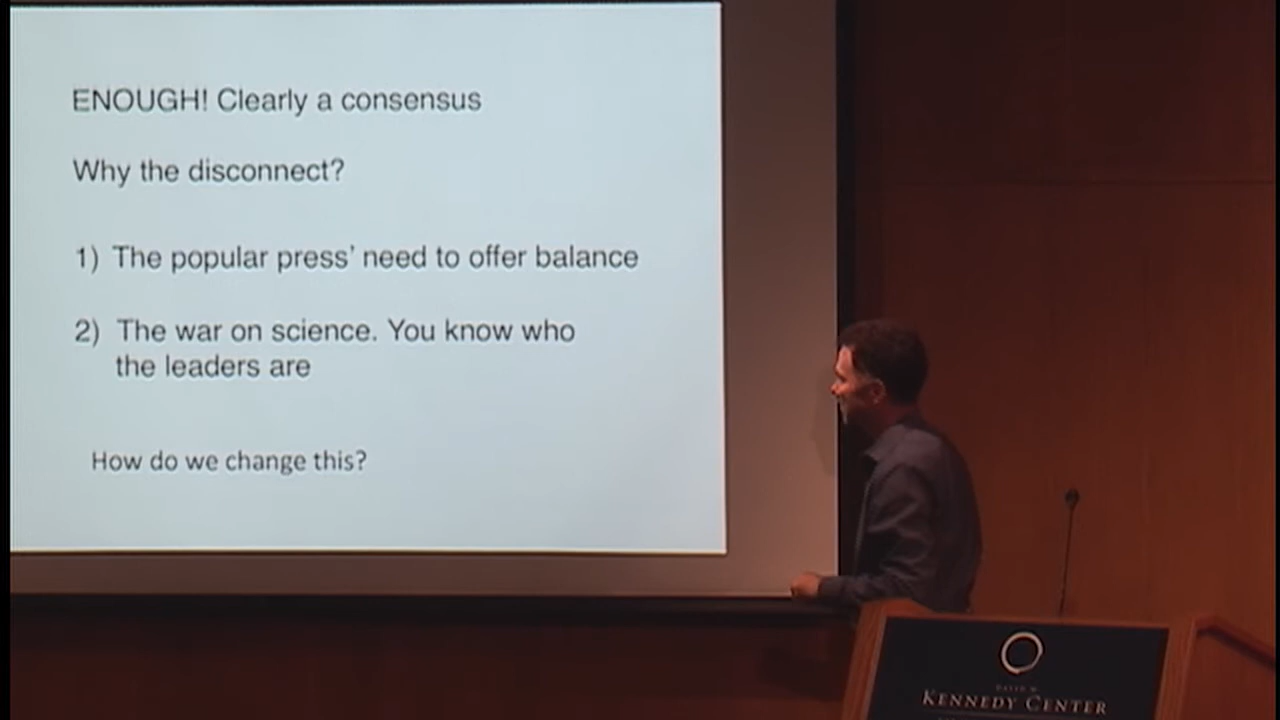 ENOUGH! Clearly a consensus
Why the disconnect?
1) The popular press’ need to offer balance
2) The war on science. You know who
the leaders are
How do we change this?
DAVID M.
KENNEDY CENTER